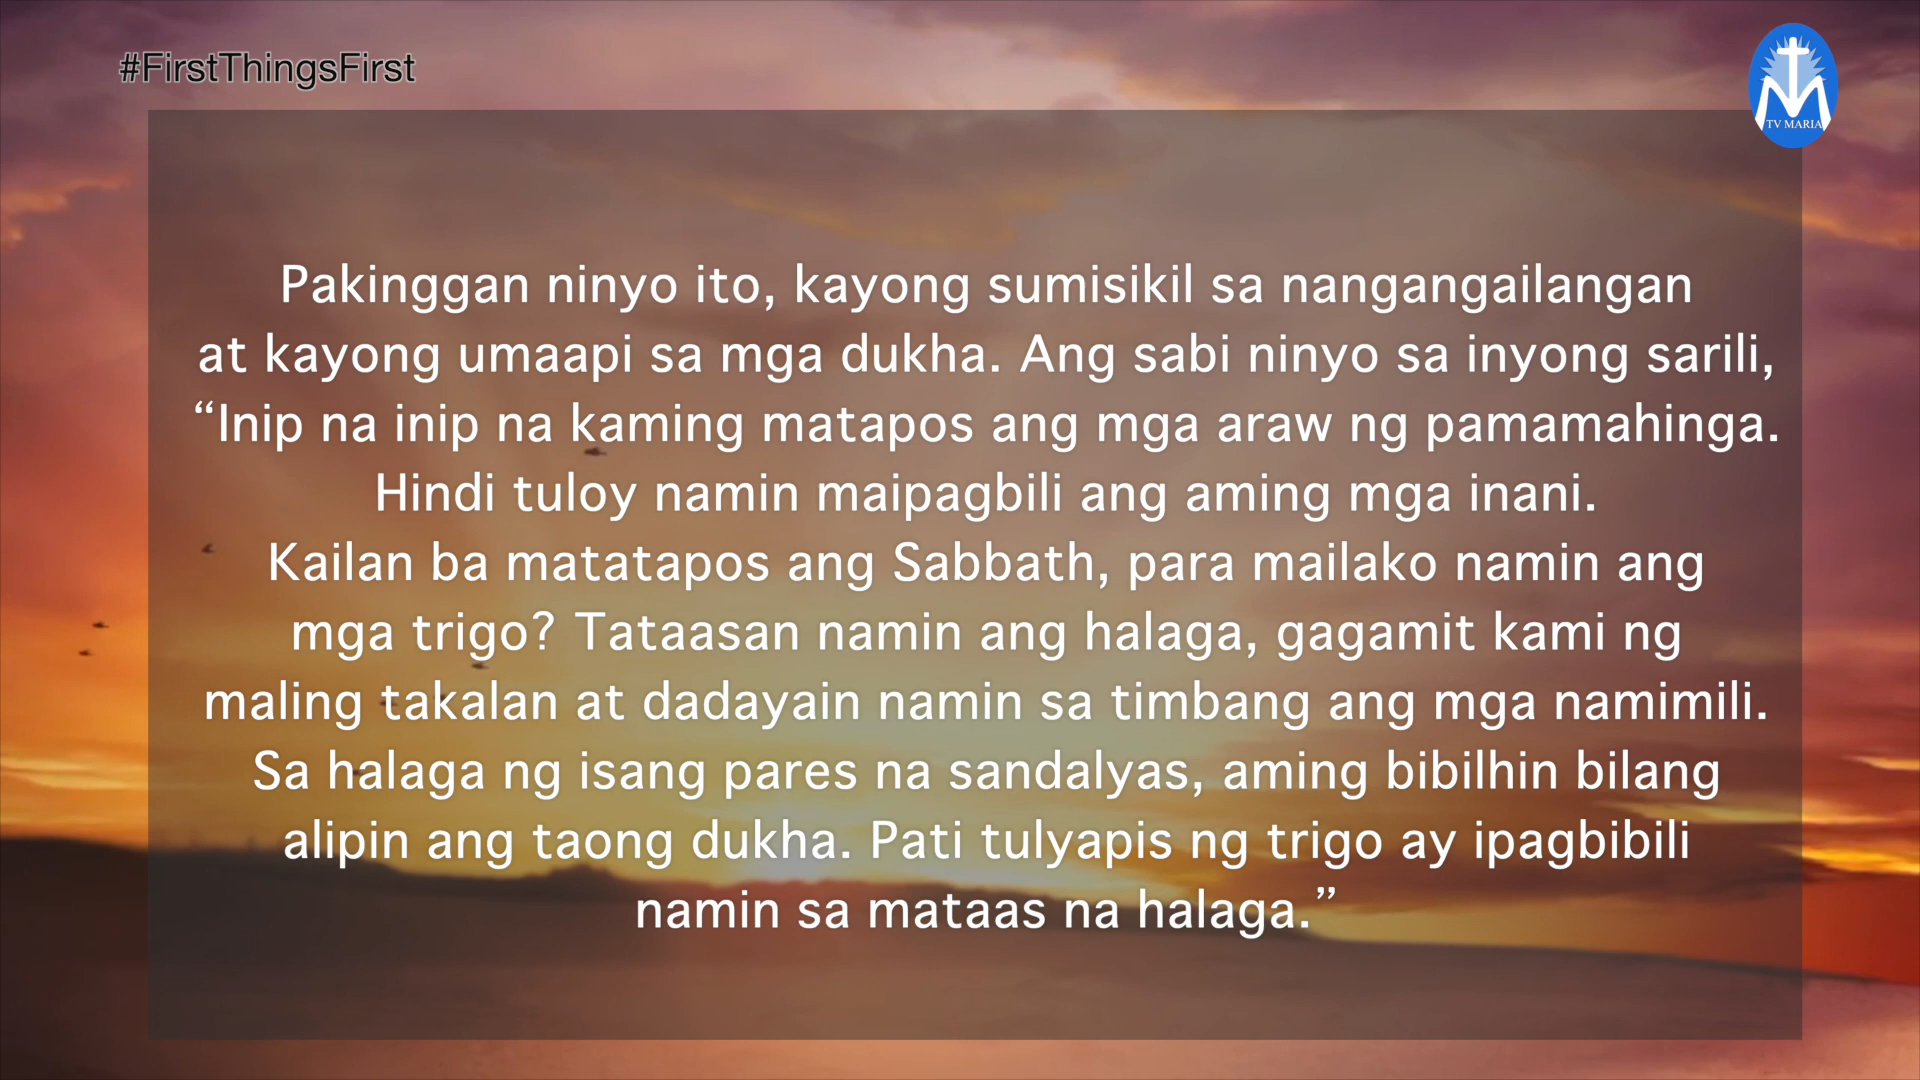 #FirstThingsFirst
TV MARIA
Pakinggan ninyo ito, kayong sumisikil sa nangangailangan
at kayong umaapi sa mga dukha. Ang sabi ninyo sa inyong sarili,
“Inip na inip na kaming matapos ang mga araw ng pamamahinga.
Hindi tuloy namin maipagbili ang aming mga inani.
Kailan ba matatapos ang Sabbath, para mailako namin ang
mga trigo? Tataasan namin ang halaga, gagamit kami ng
maling takalan at dadayain namin sa timbang ang mga namimili.
Sa halaga ng isang pares na sandalyas, aming bibilhin bilang
alipin ang taong dukha. Pati tulyapis ng trigo ay ipagbibili
namin sa mataas na halaga.”